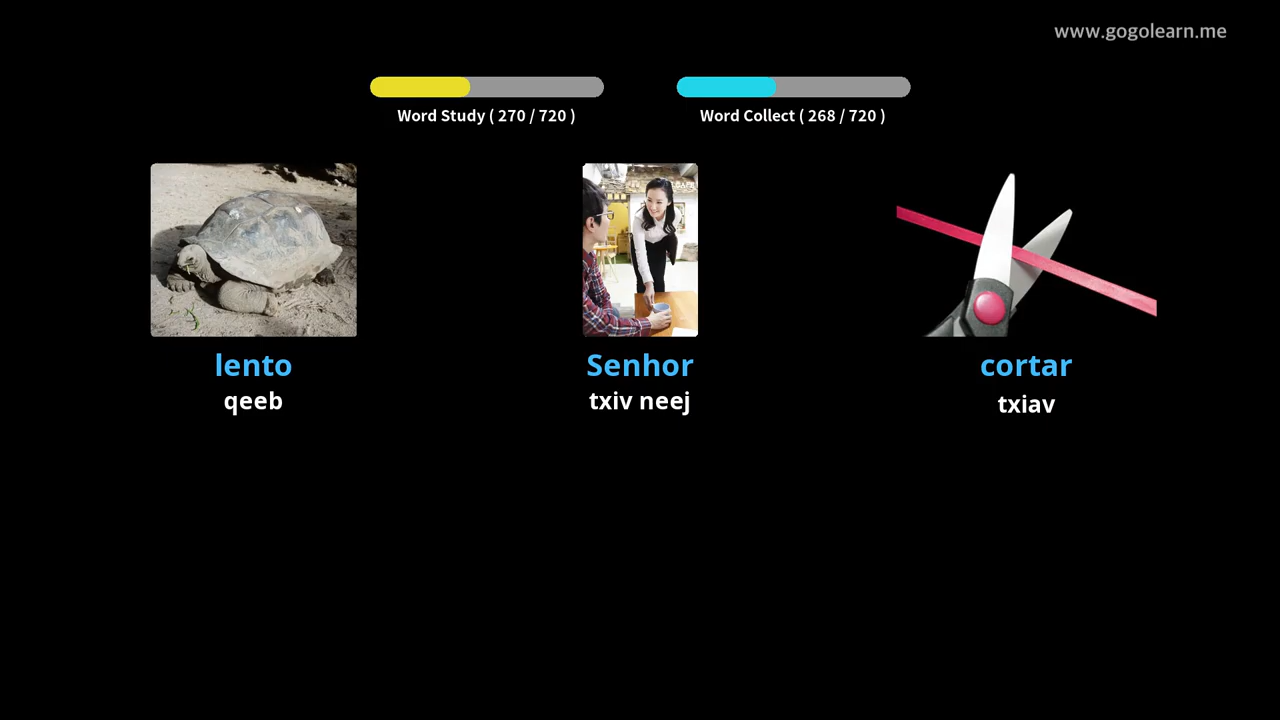 www.gogolearn.me
Word Study ( 270 / 720 )
Word Collect ( 268 / 720 )
lento
qeeb
Senhor
txiv neej
cortar
txiav